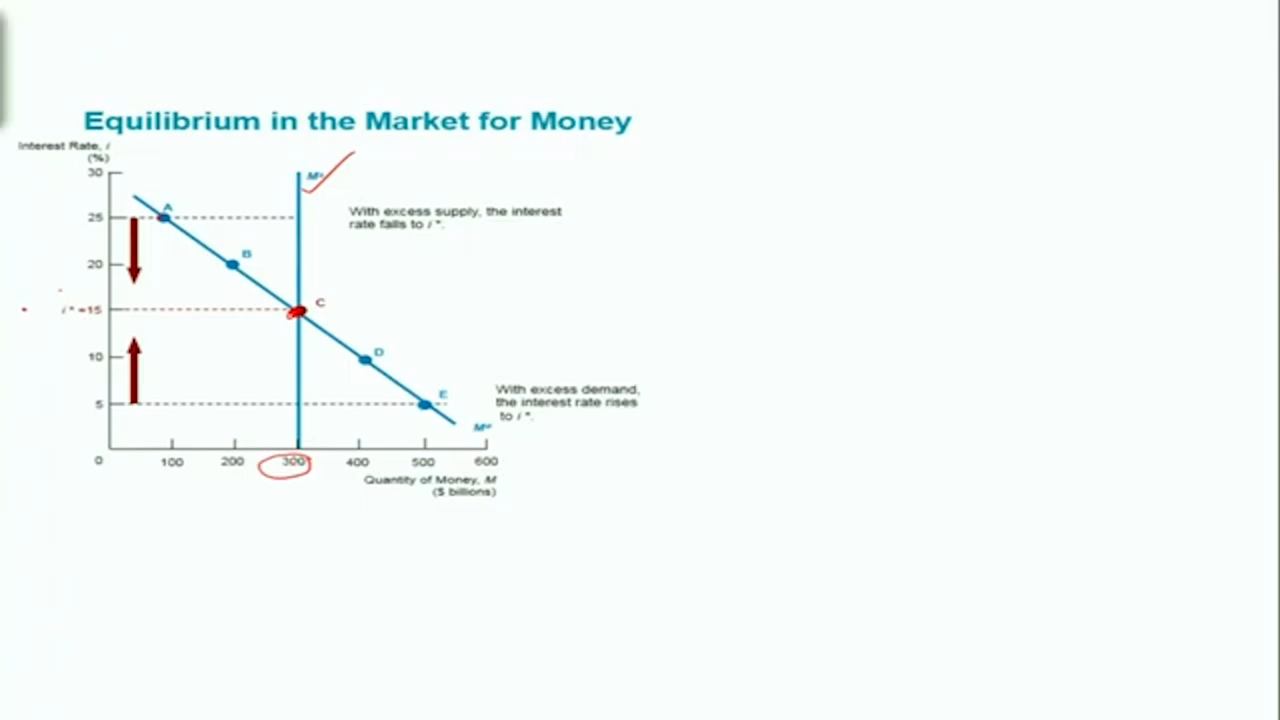 Equilibrium in the Market for Money
Interest Rate, i
(%)
30
25
20
i * =15
10
5
0
100
200
300
400
500
600
Quantity of Money, M
($ billions)
Mˢ
A
B
C
D
E
Mᵈ
With excess supply, the interest
rate falls to i *.
With excess demand,
the interest rate rises
to i *.